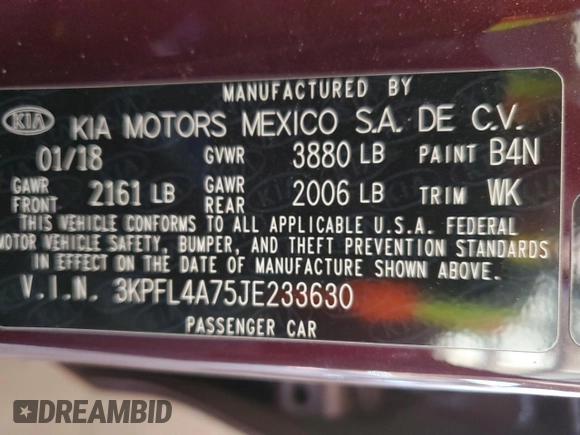 MANUFACTURED BY
KIA KIA MOTORS MEXICO S.A. DE C.V.
01/18 GVWR 3880 LB PAINT B4N
GAWR FRONT 2161 LB GAWR REAR 2006 LB TRIM WK
THIS VEHICLE CONFORMS TO ALL APPLICABLE U.S.A. FEDERAL
MOTOR VEHICLE SAFETY, BUMPER, AND THEFT PREVENTION STANDARDS
IN EFFECT ON THE DATE OF MANUFACTURE SHOWN ABOVE.
V.I.N. 3KPFL4A75JE233630
PASSENGER CAR
DREAMBID